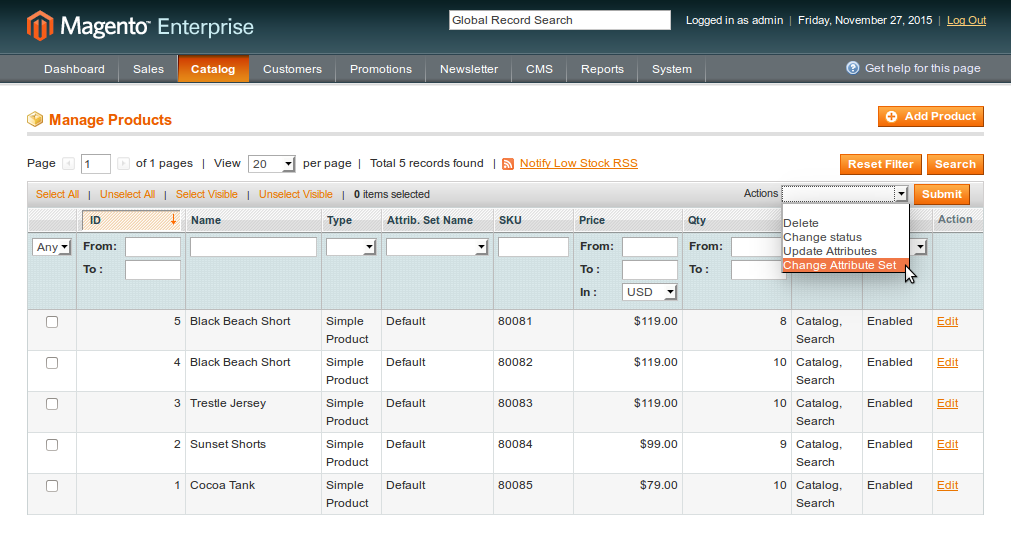 Magento™ Enterprise
Global Record Search
Logged in as admin | Friday, November 27, 2015 | Log Out
Dashboard Sales Catalog Customers Promotions Newsletter CMS Reports System
Get help for this page
Manage Products
Add Product
Page 1 of 1 pages | View 20 per page | Total 5 records found | Notify Low Stock RSS
Reset Filter Search
Select All | Unselect All | Select Visible | Unselect Visible | 0 items selected
Actions Submit
Delete
Change status
Update Attributes
Change Attribute Set
ID Name Type Attrib. Set Name SKU Price Qty Action
Any From: From: From:
To : To : To :
In : USD
5 Black Beach Short Simple Product Default 80081 $119.00 8 Catalog, Search Enabled Edit
4 Black Beach Short Simple Product Default 80082 $119.00 10 Catalog, Search Enabled Edit
3 Trestle Jersey Simple Product Default 80083 $119.00 10 Catalog, Search Enabled Edit
2 Sunset Shorts Simple Product Default 80084 $99.00 9 Catalog, Search Enabled Edit
1 Cocoa Tank Simple Product Default 80085 $79.00 10 Catalog, Search Enabled Edit